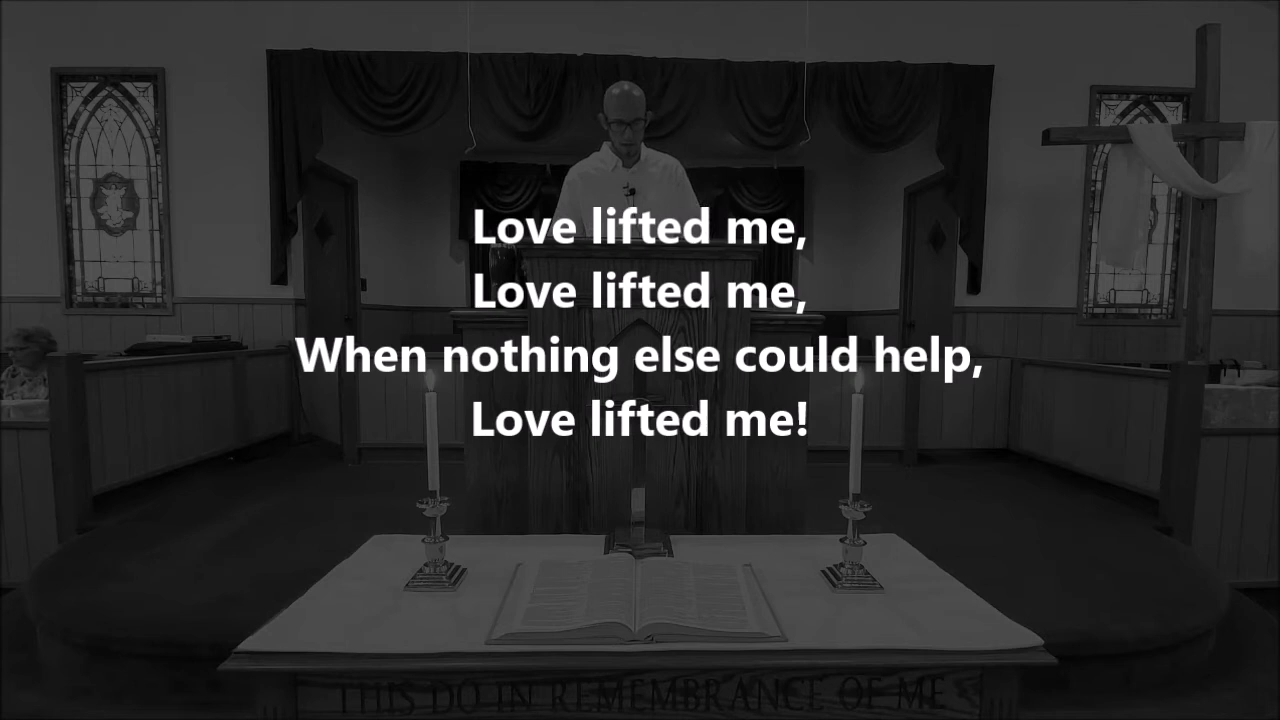 Love lifted me,
Love lifted me,
When nothing else could help,
Love lifted me!
THIS DO IN REMEMBRANCE OF ME